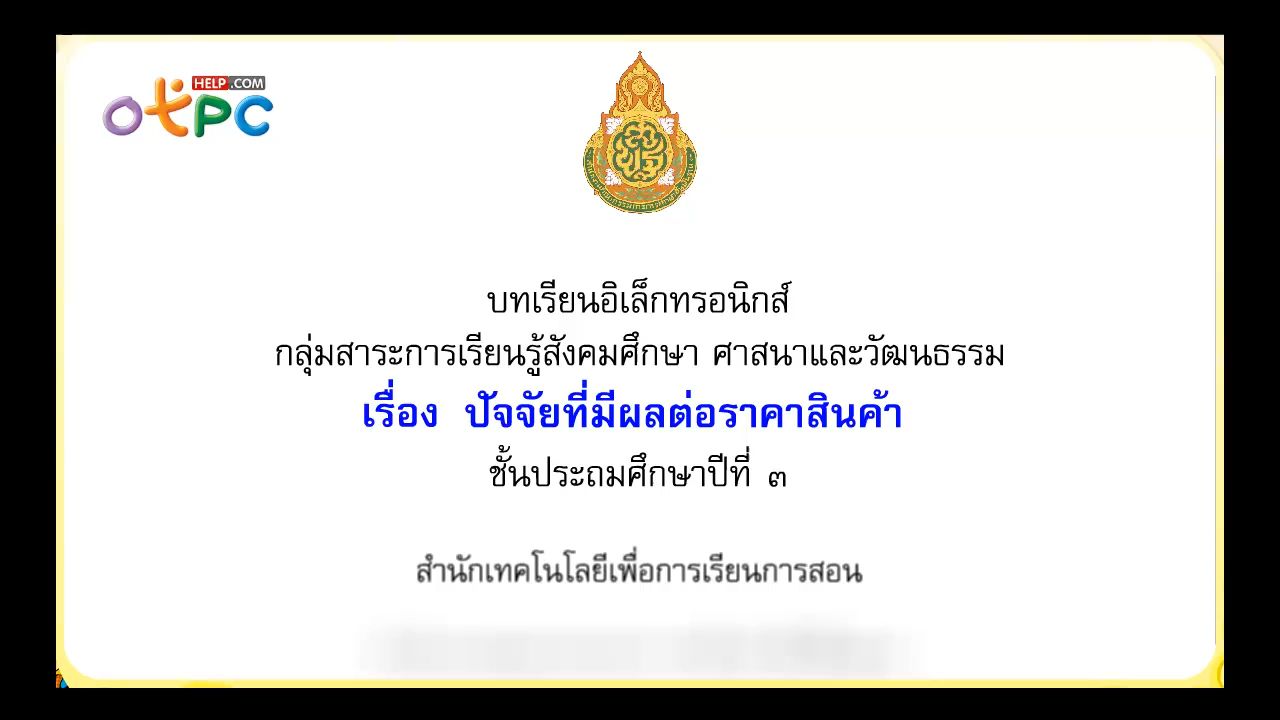 otPC
HELP.COM
บทเรียนอิเล็กทรอนิกส์
กลุ่มสาระการเรียนรู้สังคมศึกษา ศาสนาและวัฒนธรรม
เรื่อง ปัจจัยที่มีผลต่อราคาสินค้า
ชั้นประถมศึกษาปีที่ ๓
สำนักเทคโนโลยีเพื่อการเรียนการสอน